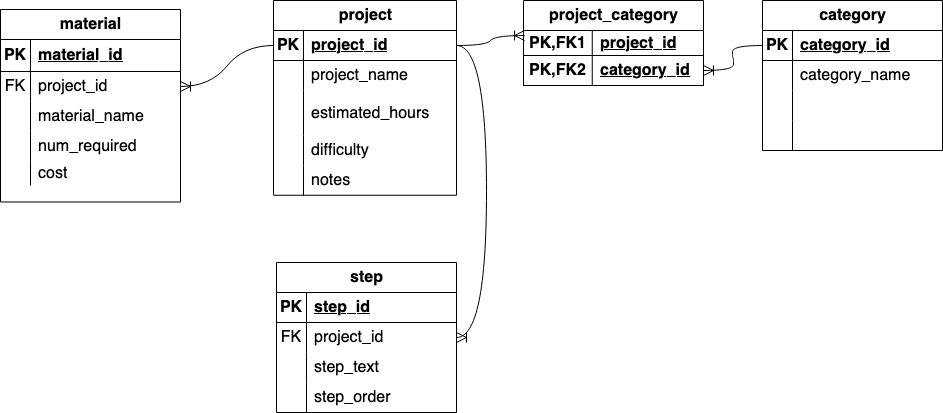 material
PK material_id
FK project_id
material_name
num_required
cost
project
PK project_id
project_name
estimated_hours
difficulty
notes
project_category
PK,FK1 project_id
PK,FK2 category_id
category
PK category_id
category_name
step
PK step_id
FK project_id
step_text
step_order